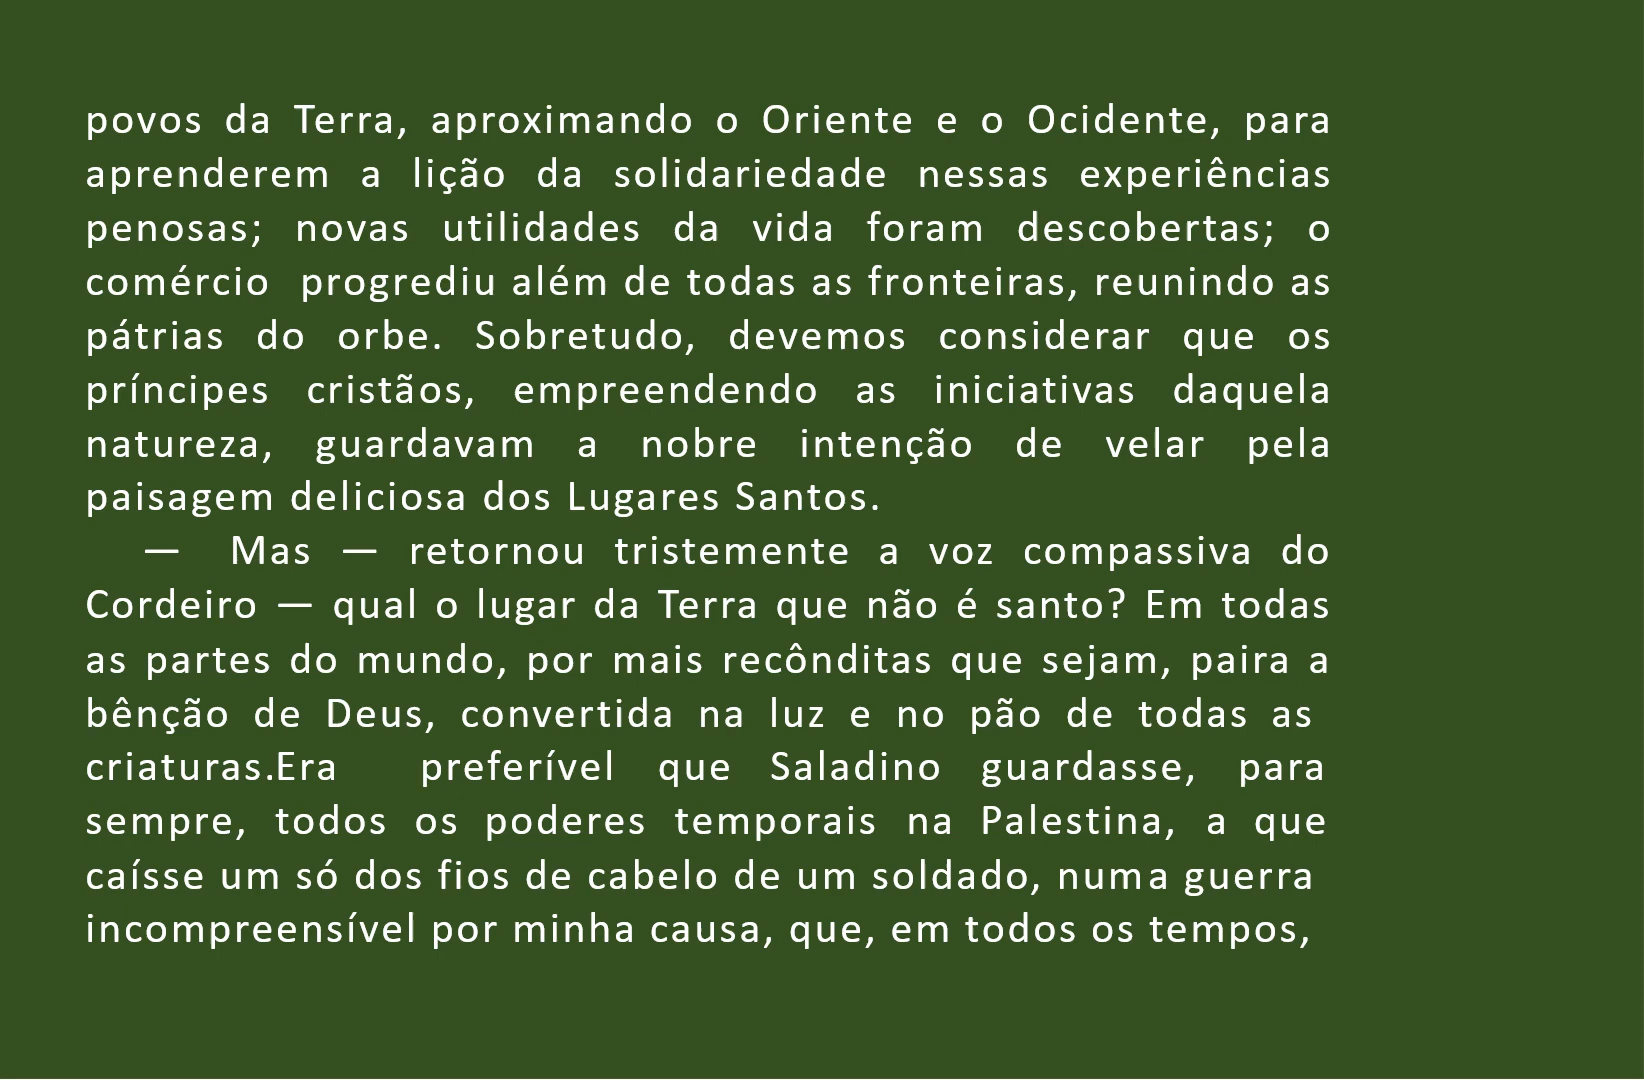 povos da Terra, aproximando o Oriente e o Ocidente, para
aprenderem a lição da solidariedade nessas experiências
penosas; novas utilidades da vida foram descobertas; o
comércio progrediu além de todas as fronteiras, reunindo as
pátrias do orbe. Sobretudo, devemos considerar que os
príncipes cristãos, empreendendo as iniciativas daquela
natureza, guardavam a nobre intenção de velar pela
paisagem deliciosa dos Lugares Santos.
— Mas — retornou tristemente a voz compassiva do
Cordeiro — qual o lugar da Terra que não é santo? Em todas
as partes do mundo, por mais recônditas que sejam, paira a
bênção de Deus, convertida na luz e no pão de todas as
criaturas.Era preferível que Saladino guardasse, para
sempre, todos os poderes temporais na Palestina, a que
caísse um só dos fios de cabelo de um soldado, numa guerra
incompreensível por minha causa, que, em todos os tempos,